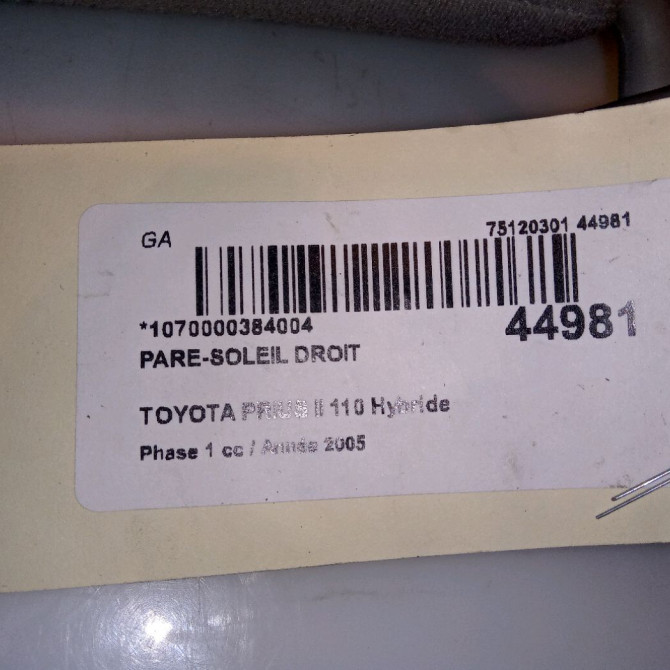 GA
75120301 44981
*1070000384004
44981
PARE-SOLEIL DROIT
TOYOTA PRIUS II 110 Hybride
Phase 1 cc / Année 2005